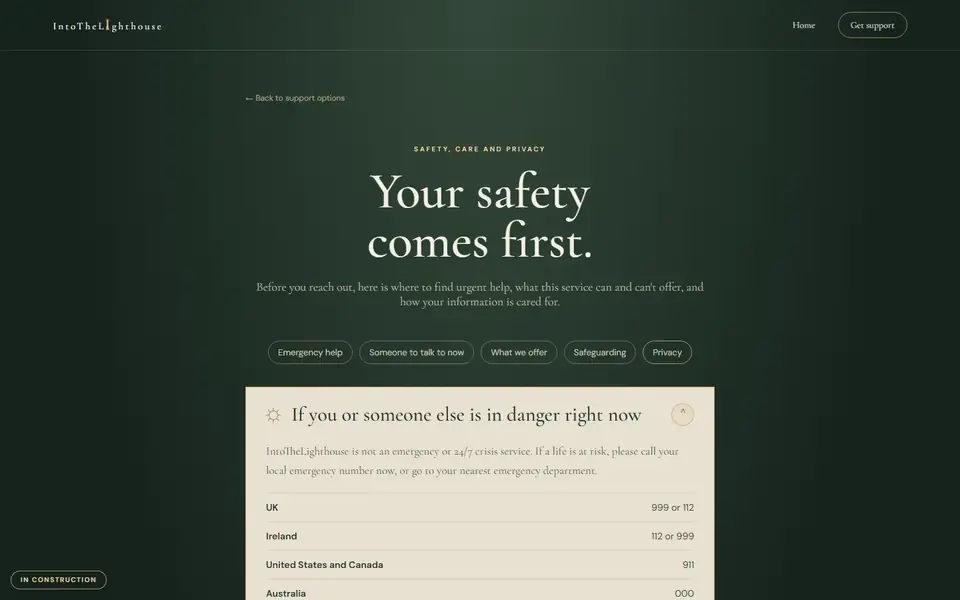 IntoTheLighthouse
Home
Get support
← Back to support options
SAFETY, CARE AND PRIVACY
Your safety
comes first.
Before you reach out, here is where to find urgent help, what this service can and can't offer, and
how your information is cared for.
Emergency help
Someone to talk to now
What we offer
Safeguarding
Privacy
If you or someone else is in danger right now
IntoTheLighthouse is not an emergency or 24/7 crisis service. If a life is at risk, please call your
local emergency number now, or go to your nearest emergency department.
UK 999 or 112
Ireland 112 or 999
United States and Canada 911
Australia 000
IN CONSTRUCTION